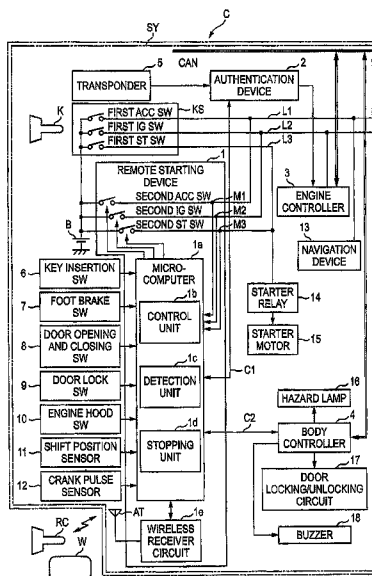 C
SY
CAN
5
TRANSPONDER
2
AUTHENTICATION
DEVICE
K
KS
FIRST ACC SW
L1
FIRST IG SW
L2
FIRST ST SW
L3
1
REMOTE STARTING
DEVICE
SECOND ACC SW
M1
SECOND IG SW
M2
SECOND ST SW
M3
3
ENGINE
CONTROLLER
13
NAVIGATION
DEVICE
B
1a
MICRO-
COMPUTER
6
KEY INSERTION
SW
1b
CONTROL
UNIT
7
FOOT BRAKE
SW
14
STARTER
RELAY
8
DOOR OPENING
AND CLOSING
SW
15
STARTER
MOTOR
1c
DETECTION
UNIT
9
DOOR LOCK
SW
C1
10
ENGINE HOOD
SW
16
HAZARD LAMP
1d
STOPPING
UNIT
C2
4
BODY
CONTROLLER
11
SHIFT POSITION
SENSOR
12
CRANK PULSE
SENSOR
17
DOOR
LOCKING/UNLOCKING
CIRCUIT
AT
1e
WIRELESS
RECEIVER
CIRCUIT
RC
W
18
BUZZER